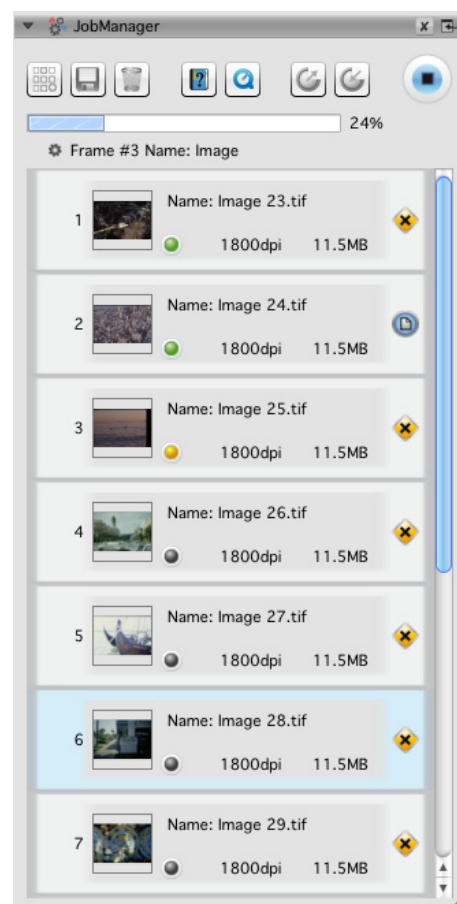 JobManager
24%
Frame #3 Name: Image
1
Name: Image 23.tif
1800dpi 11.5MB
2
Name: Image 24.tif
1800dpi 11.5MB
3
Name: Image 25.tif
1800dpi 11.5MB
4
Name: Image 26.tif
1800dpi 11.5MB
5
Name: Image 27.tif
1800dpi 11.5MB
6
Name: Image 28.tif
1800dpi 11.5MB
7
Name: Image 29.tif
1800dpi 11.5MB